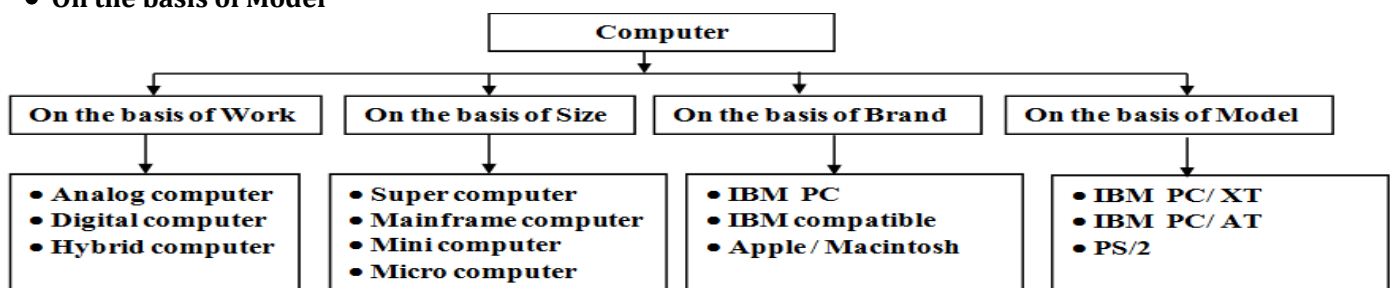 • On the basis of Model
Computer
On the basis of Work
On the basis of Size
On the basis of Brand
On the basis of Model
• Analog computer
• Digital computer
• Hybrid computer
• Super computer
• Mainframe computer
• Mini computer
• Micro computer
• IBM PC
• IBM compatible
• Apple / Macintosh
• IBM PC/ XT
• IBM PC/ AT
• PS/2